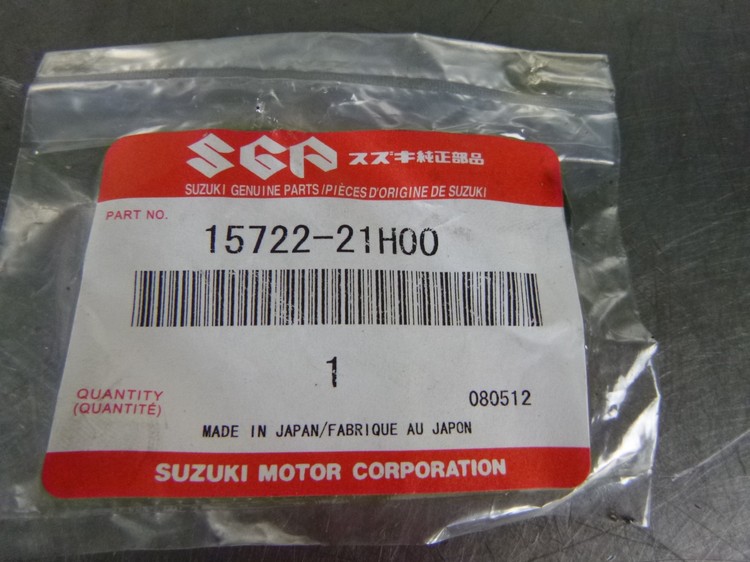 SGP スズキ純正部品
SUZUKI GENUINE PARTS/PIÈCES D'ORIGINE DE SUZUKI
PART NO.
15722-21H00
1
QUANTITY
(QUANTITÉ)
080512
MADE IN JAPAN/FABRIQUE AU JAPON
SUZUKI MOTOR CORPORATION